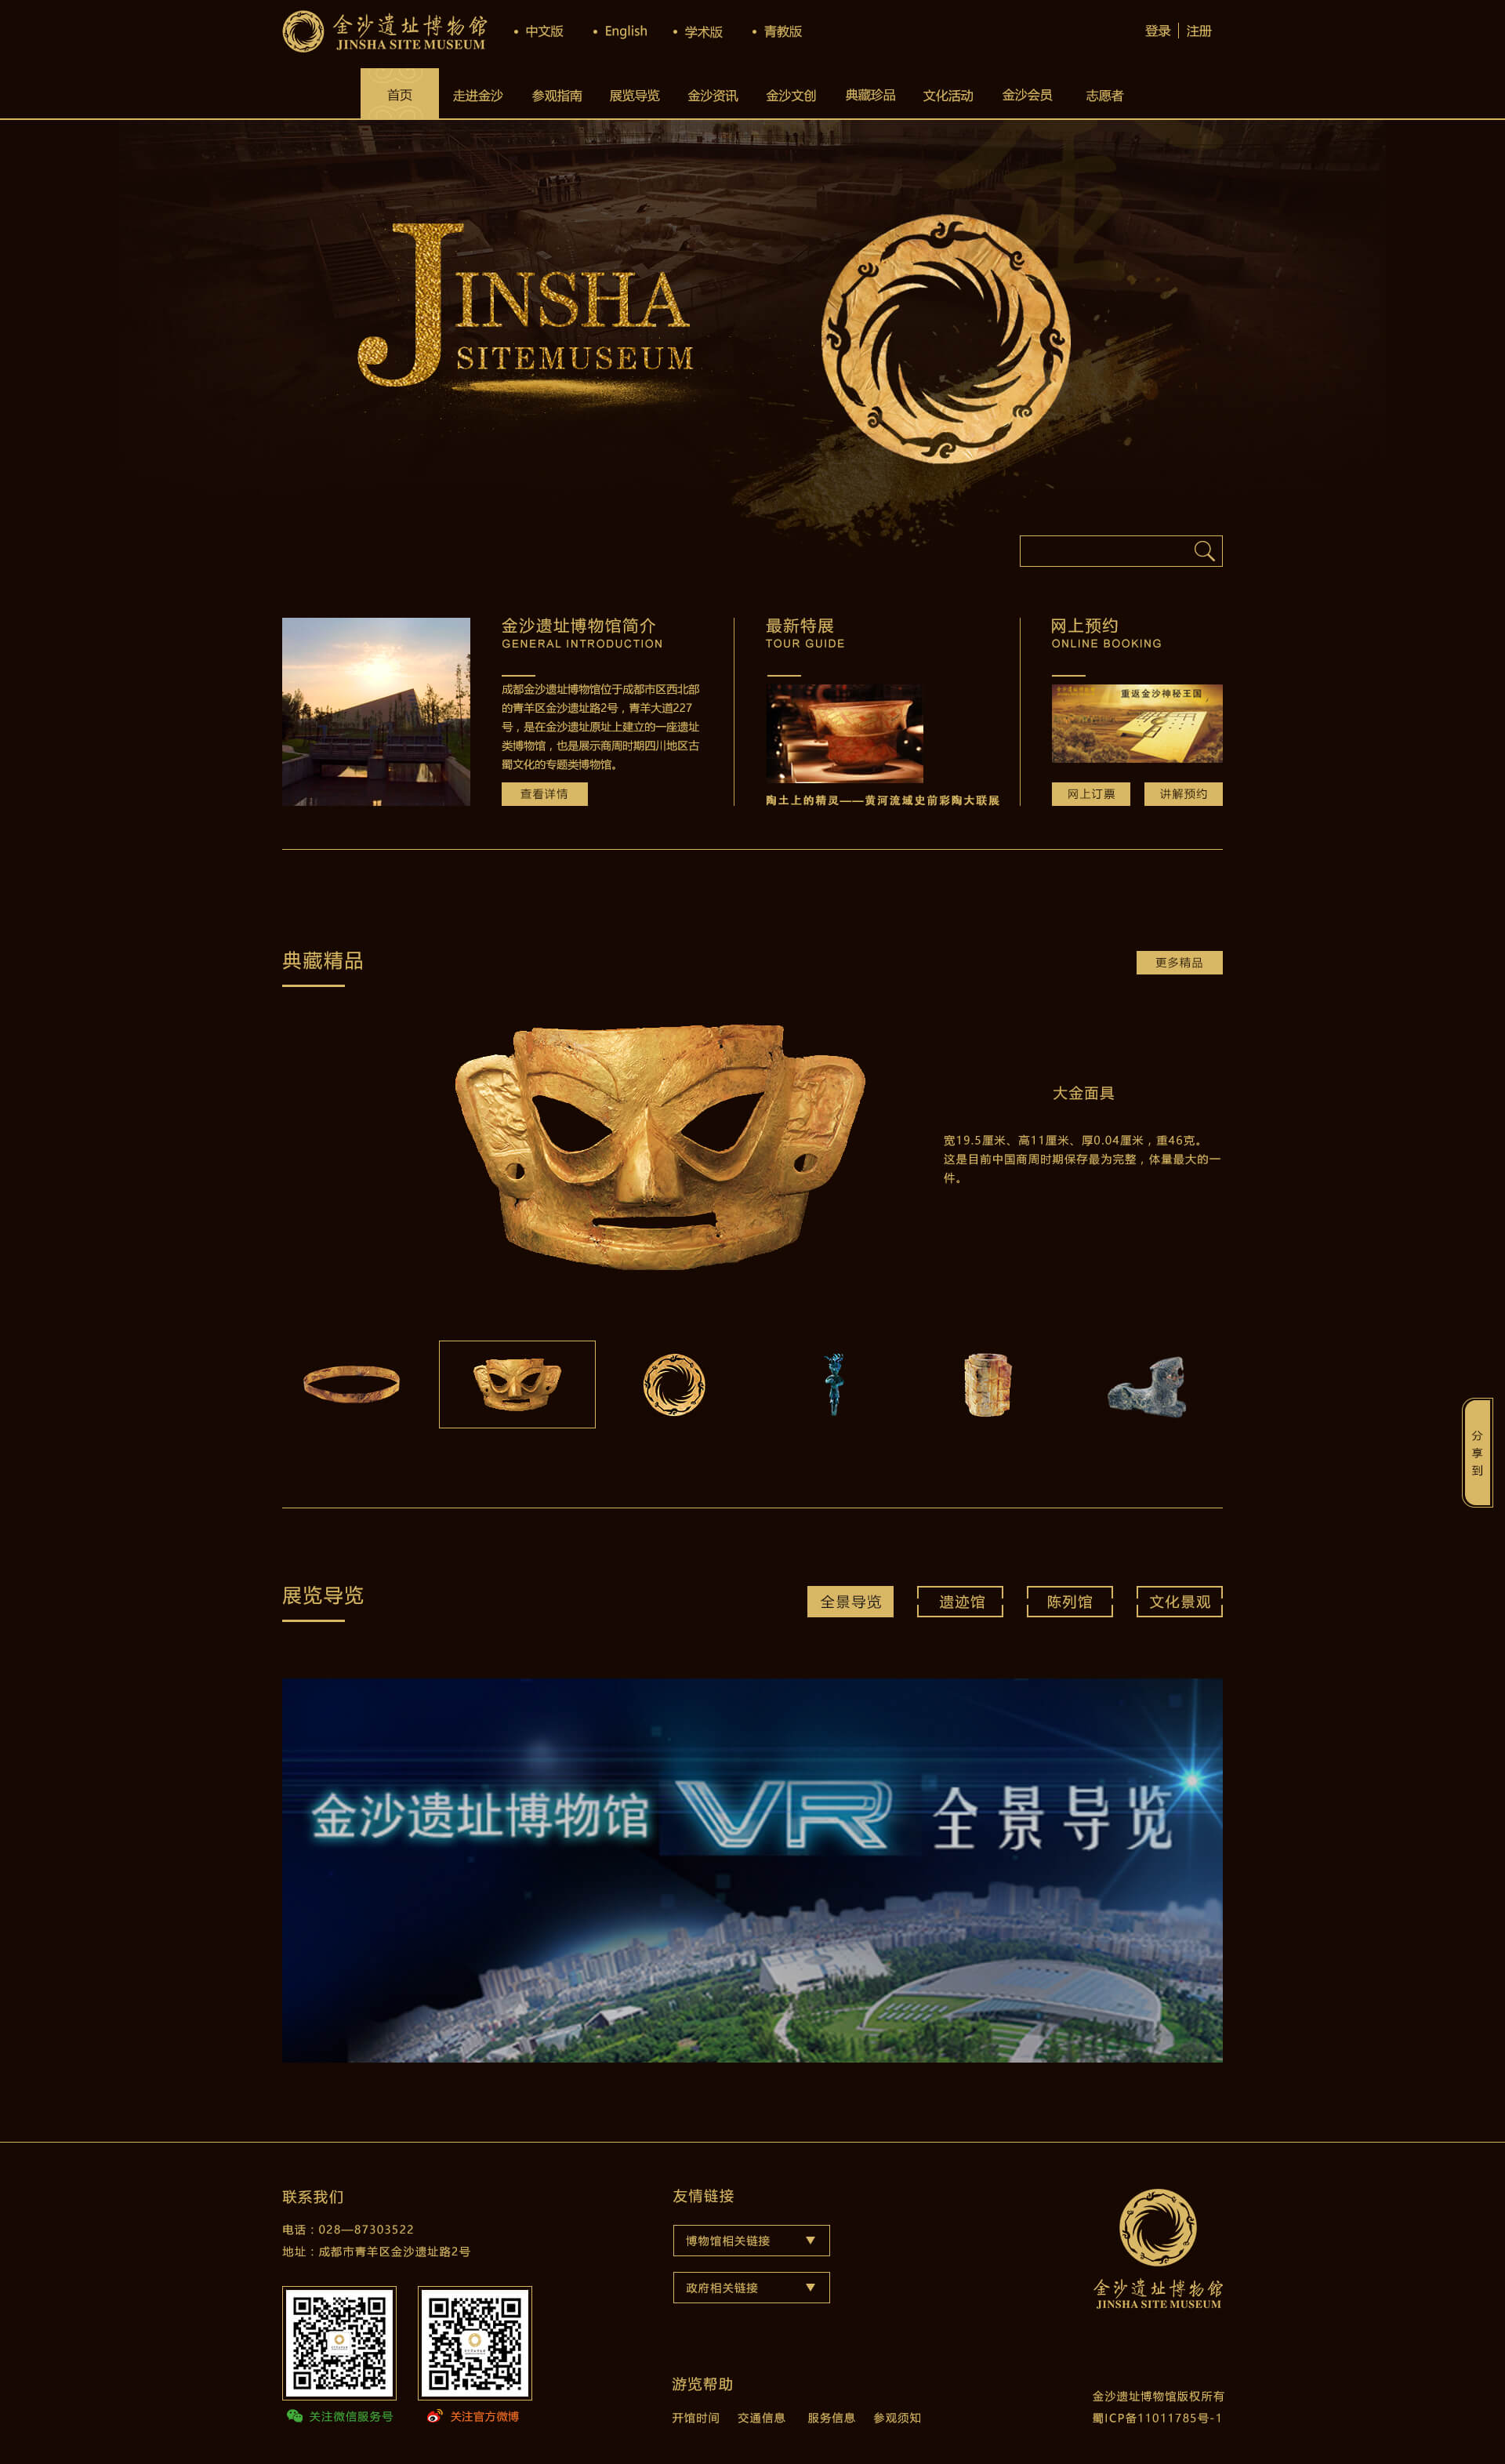 金沙遗址博物馆
JINSHA SITE MUSEUM
中文版
English
学术版
青教版
登录
注册
首页
走进金沙
参观指南
展览导览
金沙资讯
金沙文创
典藏珍品
文化活动
金沙会员
志愿者
金
JINSHA
SITEMUSEUM
金沙遗址博物馆简介
GENERAL INTRODUCTION
成都金沙遗址博物馆位于成都市区西北部
的青羊区金沙遗址路2号，青羊大道227
号，是在金沙遗址原址上建立的一座遗址
类博物馆，也是展示商周时期四川地区古
蜀文化的专题类博物馆。
查看详情
最新特展
TOUR GUIDE
陶土上的精灵——黄河流域史前彩陶大联展
网上预约
ONLINE BOOKING
重返金沙神秘王国
网上订票
讲解预约
典藏精品
更多精品
大金面具
宽19.5厘米、高11厘米、厚0.04厘米，重46克。
这是目前中国商周时期保存最为完整，体量最大的一
件。
分
享
到
展览导览
全景导览
遗迹馆
陈列馆
文化景观
金沙遗址博物馆 VR 全景导览
联系我们
电话：028—87303522
地址：成都市青羊区金沙遗址路2号
关注微信服务号
关注官方微博
友情链接
博物馆相关链接
政府相关链接
游览帮助
开馆时间
交通信息
服务信息
参观须知
金沙遗址博物馆
JINSHA SITE MUSEUM
金沙遗址博物馆版权所有
蜀ICP备11011785号-1